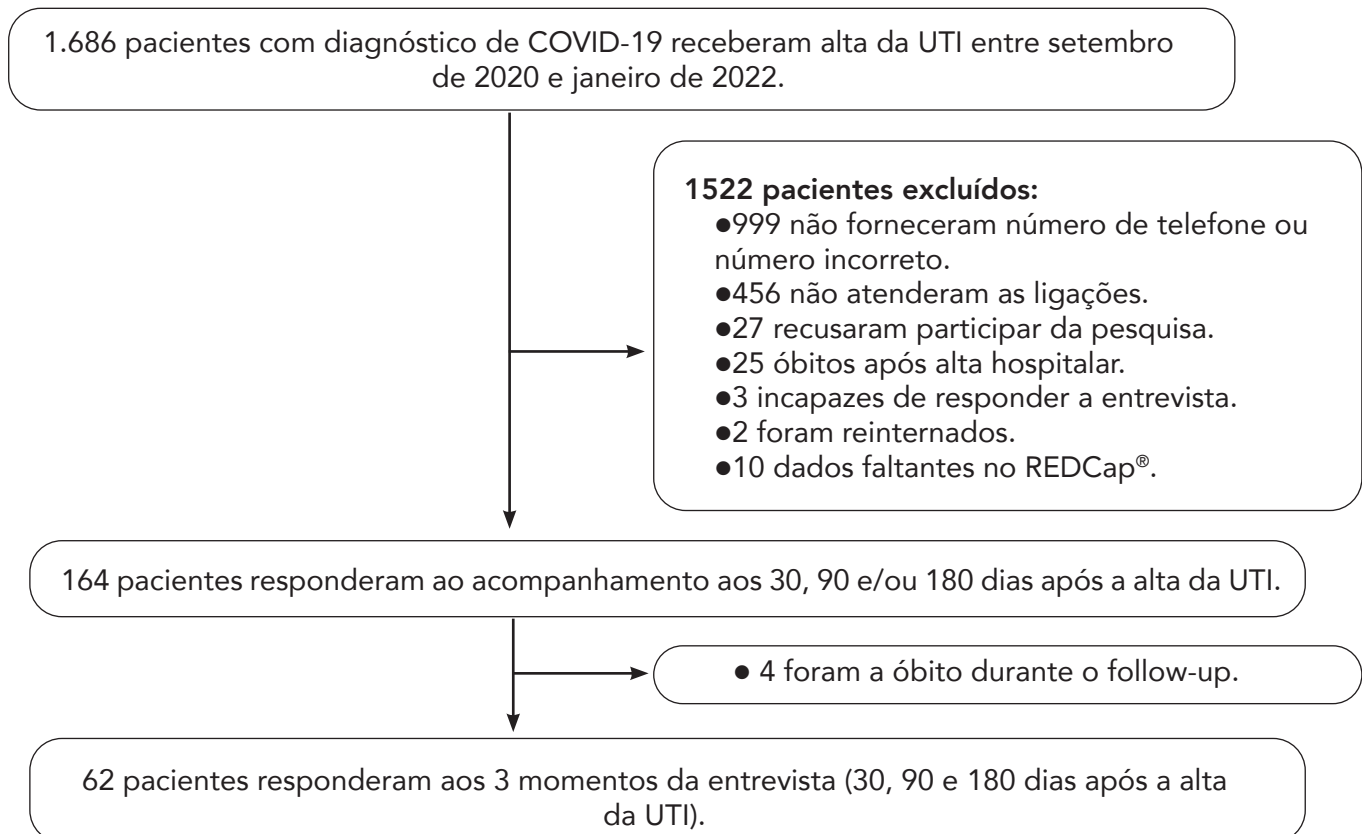 1.686 pacientes com diagnóstico de COVID-19 receberam alta da UTI entre setembro
de 2020 e janeiro de 2022.
1522 pacientes excluídos:
●999 não forneceram número de telefone ou
número incorreto.
●456 não atenderam as ligações.
●27 recusaram participar da pesquisa.
●25 óbitos após alta hospitalar.
●3 incapazes de responder a entrevista.
●2 foram reinternados.
●10 dados faltantes no REDCap®.
164 pacientes responderam ao acompanhamento aos 30, 90 e/ou 180 dias após a alta da UTI.
● 4 foram a óbito durante o follow-up.
62 pacientes responderam aos 3 momentos da entrevista (30, 90 e 180 dias após a alta
da UTI).